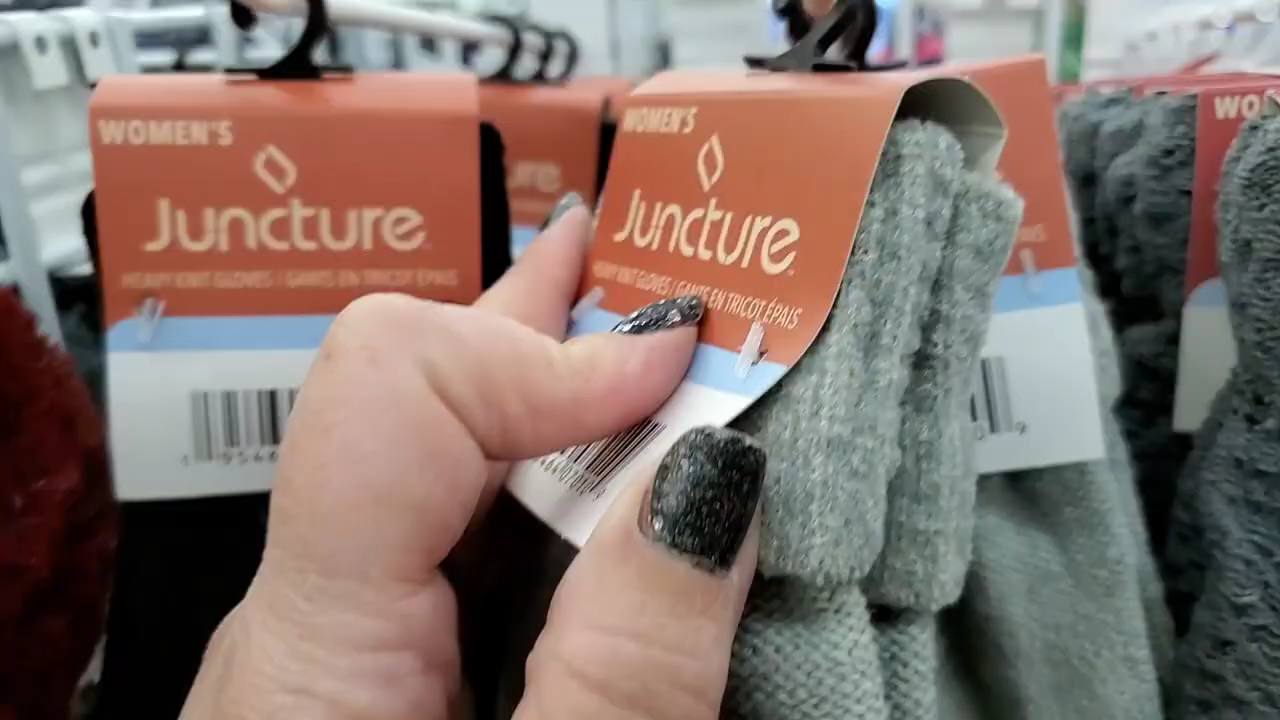 WOMEN'S
Juncture
HEAVY KNIT GLOVES / GANTS EN TRICOT ÉPAIS
WOMEN'S
Juncture
HEAVY KNIT GLOVES / GANTS EN TRICOT ÉPAIS